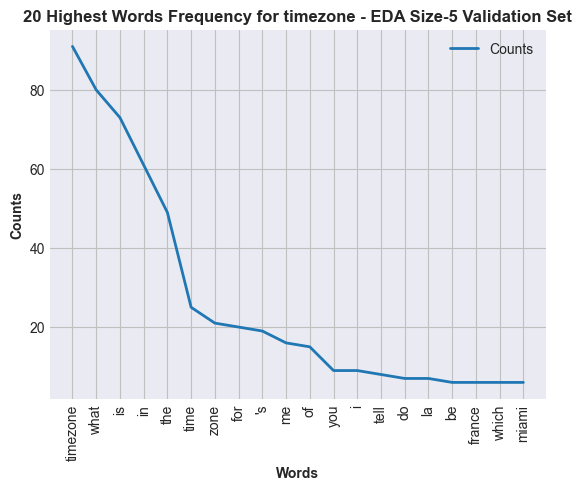 20 Highest Words Frequency for timezone - EDA Size-5 Validation Set
Counts
Counts
80
60
40
20
timezone
what
is
in
the
time
zone
for
's
me
of
you
i
tell
do
la
be
france
which
miami
Words